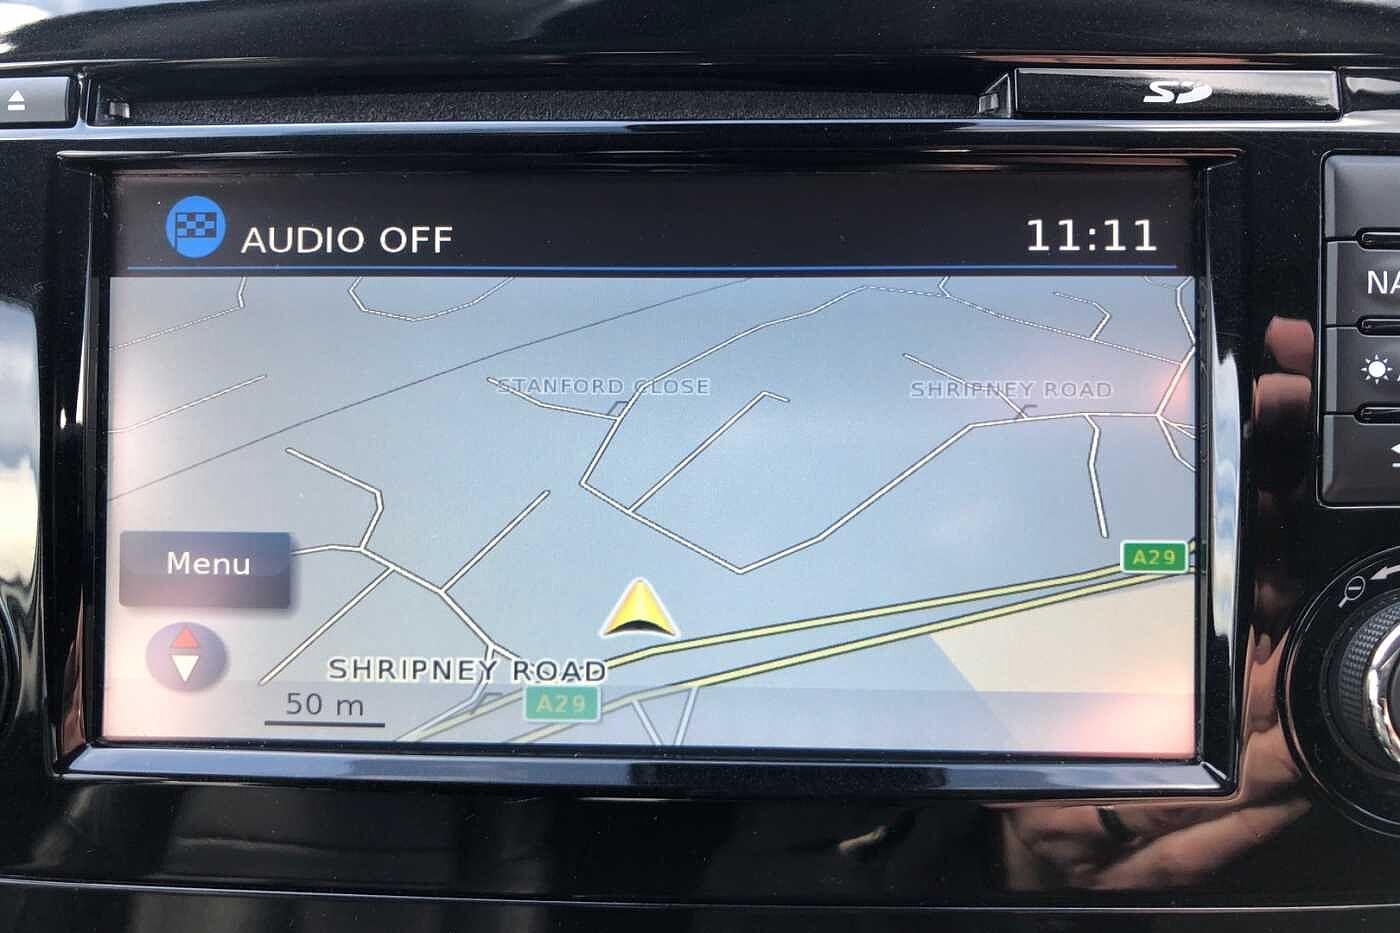 SD
AUDIO OFF 11:11
NA
STANFORD CLOSE SHRIPNEY ROAD
Menu
A29
SHRIPNEY ROAD
A29
50 m